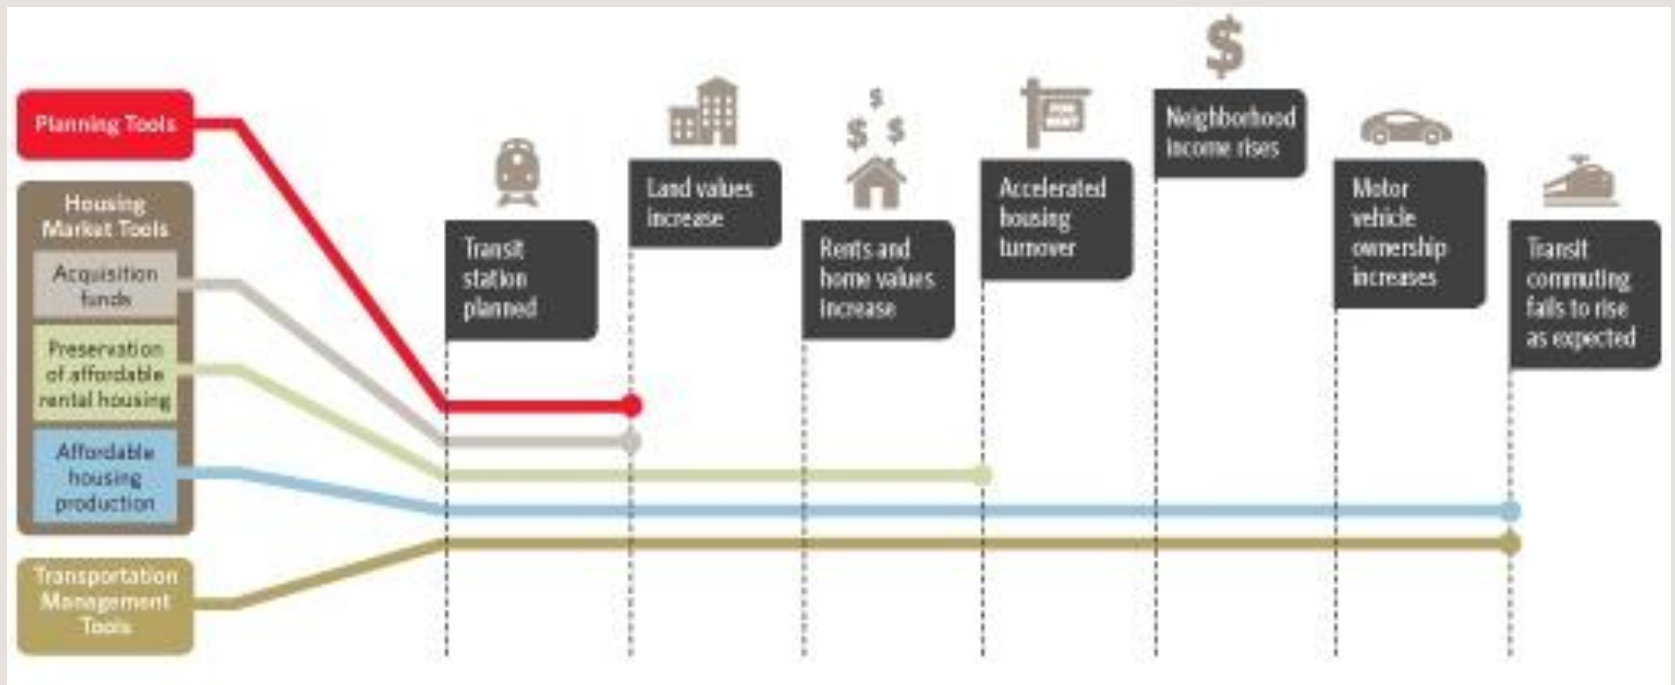 Planning Tools
Housing
Market Tools
Acquisition
funds
Preservation
of affordable
rental housing
Affordable
housing
production
Transportation
Management
Tools
Transit
station
planned
Land values
increase
$
$ $
Rents and
home values
increase
Accelerated
housing
turnover
$
Neighborhood
income rises
Motor
vehicle
ownership
increases
Transit
commuting
fails to rise
as expected